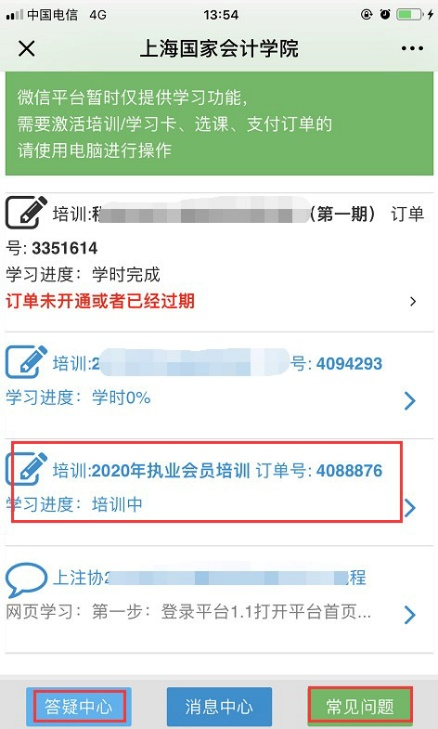 中国电信 4G 13:54
上海国家会计学院
微信平台暂时仅提供学习功能，
需要激活培训/学习卡、选课、支付订单的
请使用电脑进行操作
培训: (第一期) 订单
号: 3351614
学习进度：学时完成
订单未开通或者已经过期
培训:2 号: 4094293
学习进度：学时0%
培训:2020年执业会员培训 订单号: 4088876
学习进度：培训中
上注协2 程
网页学习：第一步：登录平台1.1打开平台首页...
答疑中心 消息中心 常见问题